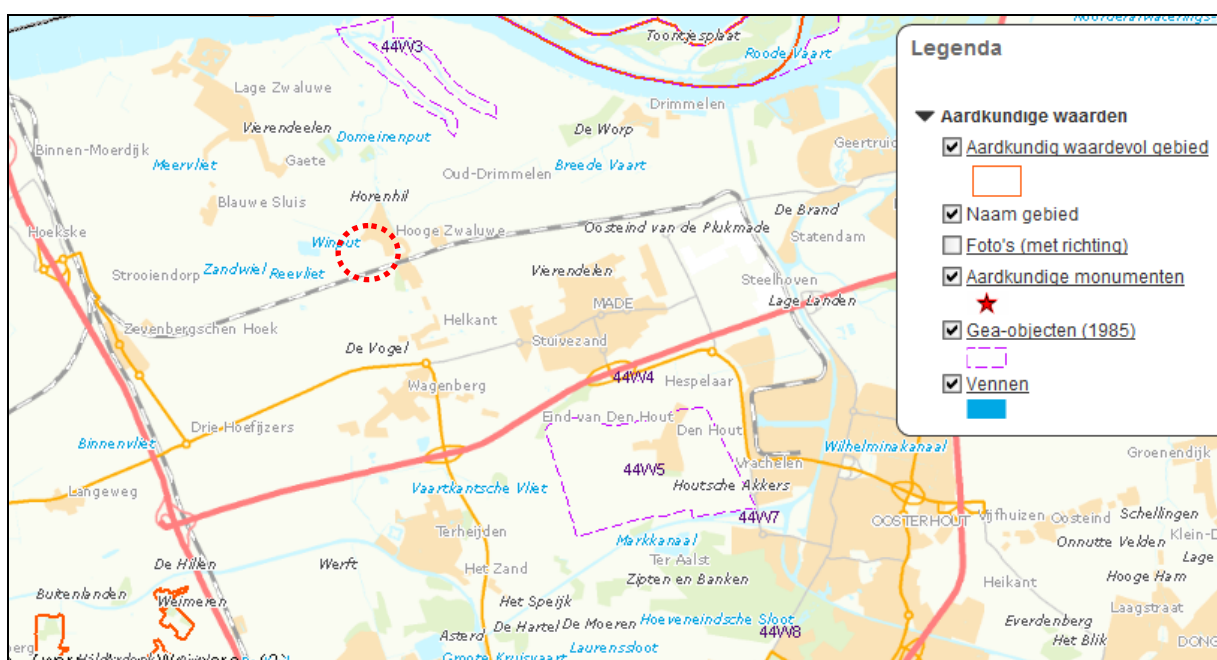 Toontjesplaat
44W3
Roode Vaart
Legenda
Lage Zwaluwe
Drimmelen
Aardkundige waarden
Vierendeelen
Domeinenput
De Worp
Binnen-Moerdijk
Geertruid
Aardkundig waardevol gebied
Meervliet
Gaete
Oud-Drimmelen
Breede Vaart
Horenhil
Blauwe Sluis
De Brand
Naam gebied
Hoekske
Hooge Zwaluwe
Oosteind van de Plukmade
Statendam
Winput
Foto's (met richting)
Strooiendorp
Zandwiel
Reevliet
Vierendelen
Steelhoven
Aardkundige monumenten
MADE
Lage Landen
Zevenbergschen Hoek
Helkant
Stuivezand
Gea-objecten (1985)
De Vogel
44W4
Hespelaar
Wagenberg
Vennen
Drie Hoefijzers
Eind van Den Hout
Den Hout
Binnenvliet
Wilhelminakanaal
Groenendijk
44W5
Vrachelen
Langeweg
Vaartkantsche Vliet
Houtsche Akkers
44W7
OOSTERHOUT
Vijfhuizen
Oosteind
Schellingen
Terheijden
Markkanaal
Onnutte Velden
Klein-D
Ter Aalst
Lage
De Hillen
Werft
Het Zand
Zipten en Banken
Heikant
Hooge Ham
Buitenlanden
Weimeren
Het Speijk
Laagstraat
De Hartel
De Moeren
Hoeveneindsche Sloot
44W8
Everdenberg
Asterd
Het Blik
DONG
Laurenssloot
Groote Kruisvaart